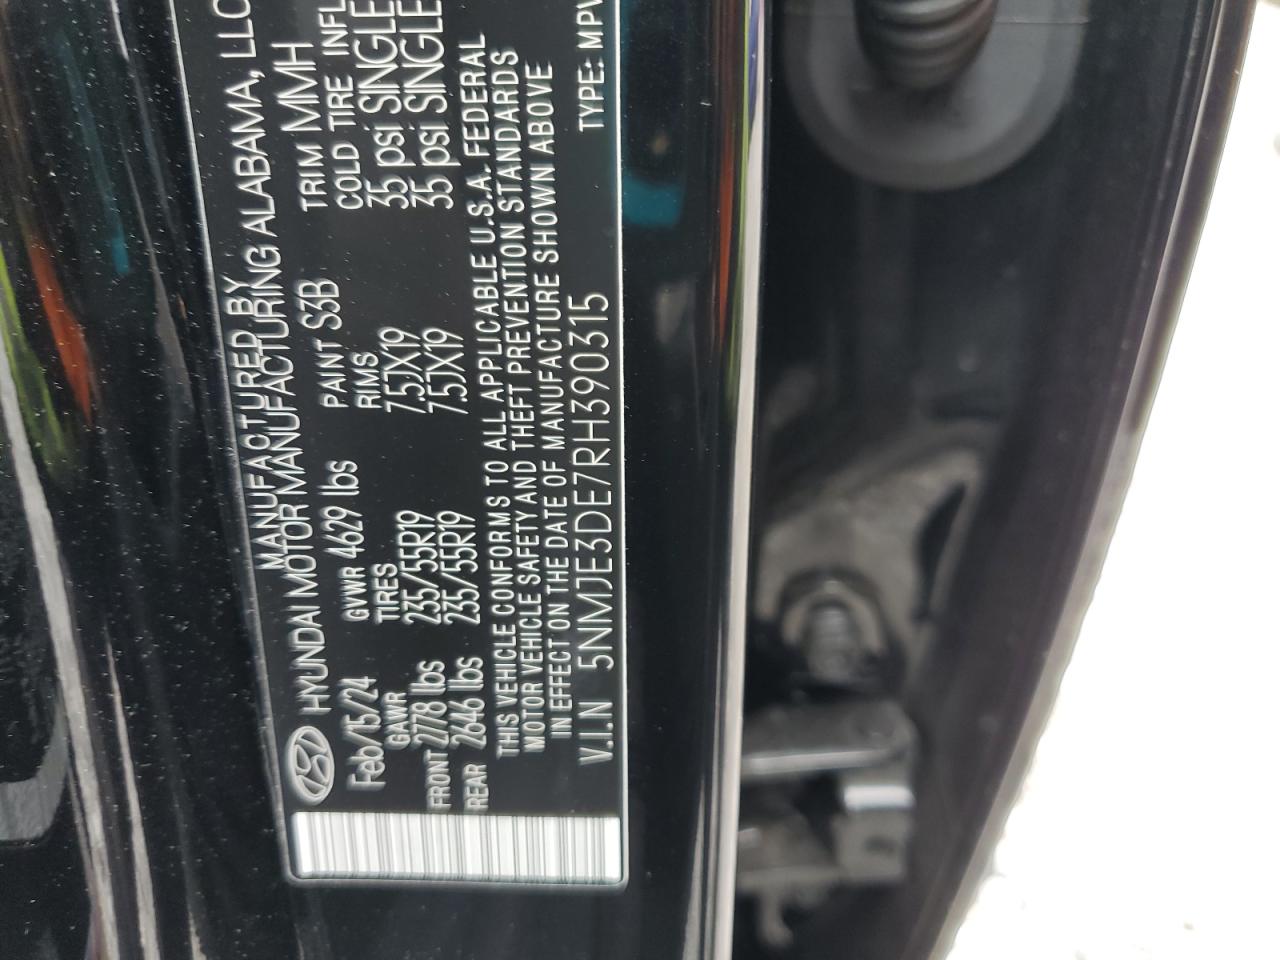 MANUFACTURED BY
HYUNDAI MOTOR MANUFACTURING ALABAMA, LLC
Feb/15/24 GVWR 4629 lbs PAINT S3B TRIM MMH
GAWR TIRES RIMS COLD TIRE INFL
FRONT 2778 lbs 235/55R19 7.5JX19 35 psi SINGLE
REAR 2646 lbs 235/55R19 7.5JX19 35 psi SINGLE
THIS VEHICLE CONFORMS TO ALL APPLICABLE U.S.A. FEDERAL
MOTOR VEHICLE SAFETY AND THEFT PREVENTION STANDARDS
IN EFFECT ON THE DATE OF MANUFACTURE SHOWN ABOVE
V.I.N 5NMJE3DE7RH390315 TYPE: MPV